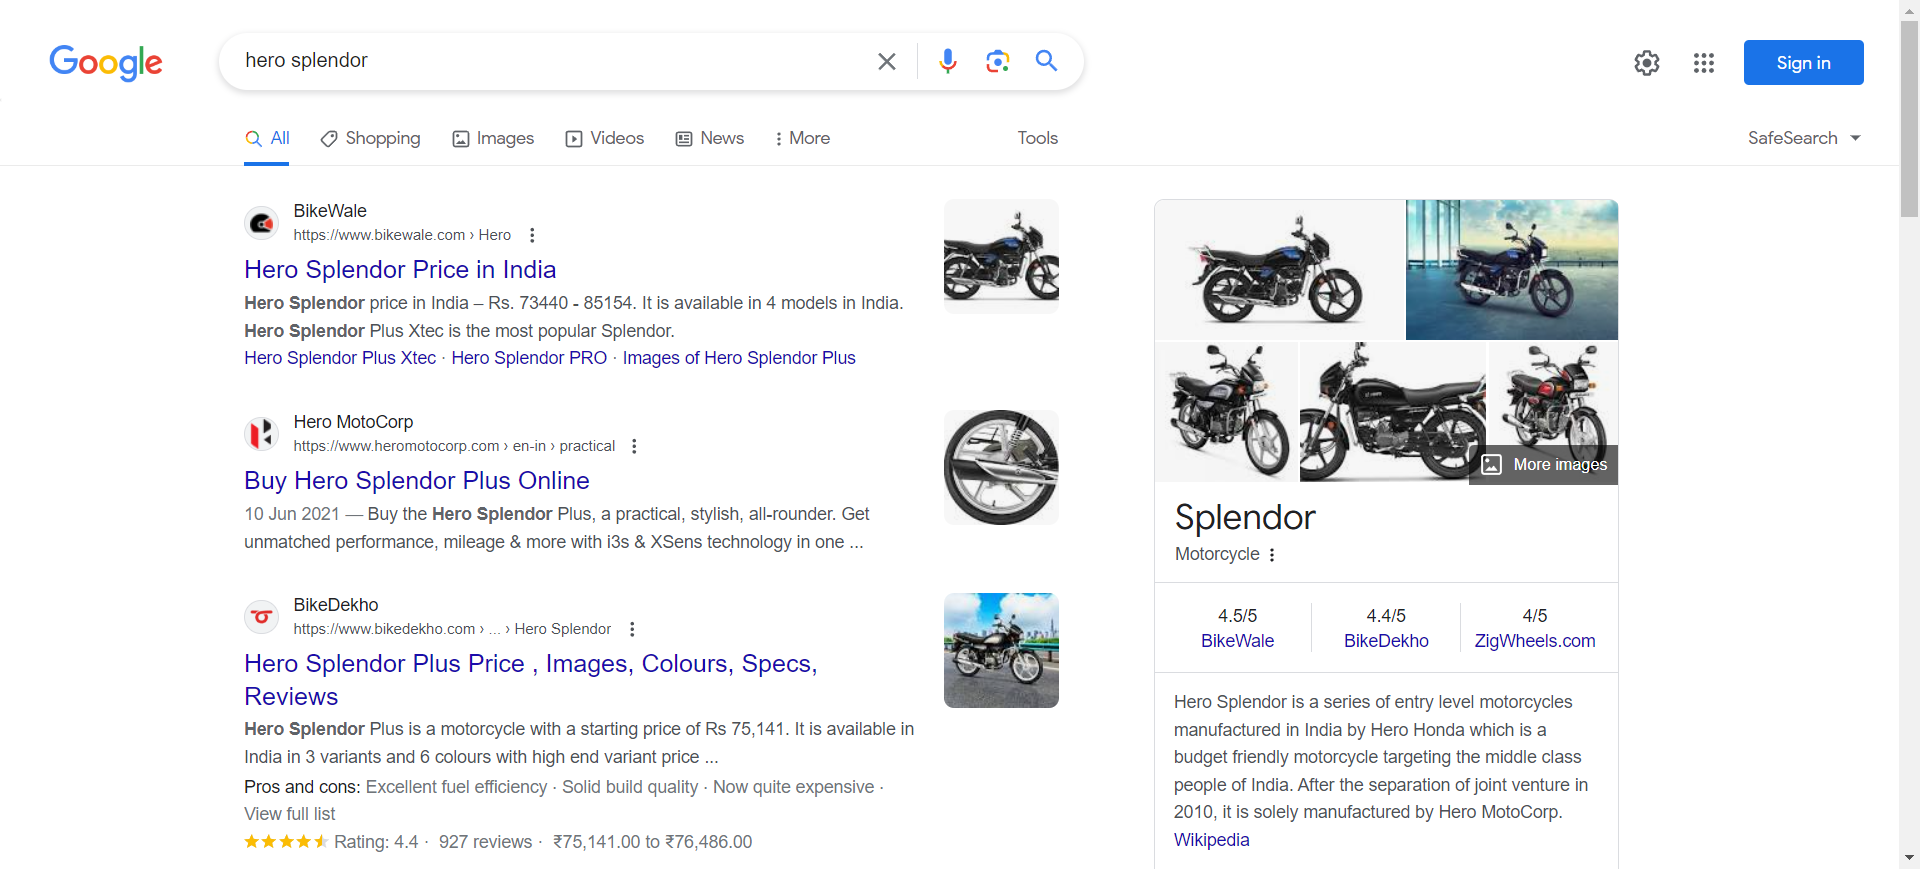 Google
hero splendor
Sign in
All
Shopping
Images
Videos
News
More
Tools
SafeSearch
BikeWale
https://www.bikewale.com › Hero
Hero Splendor Price in India
Hero Splendor price in India – Rs. 73440 - 85154. It is available in 4 models in India.
Hero Splendor Plus Xtec is the most popular Splendor.
Hero Splendor Plus Xtec · Hero Splendor PRO · Images of Hero Splendor Plus
Hero MotoCorp
https://www.heromotocorp.com › en-in › practical
Buy Hero Splendor Plus Online
10 Jun 2021 — Buy the Hero Splendor Plus, a practical, stylish, all-rounder. Get
unmatched performance, mileage & more with i3s & XSens technology in one ...
BikeDekho
https://www.bikedekho.com › ... › Hero Splendor
Hero Splendor Plus Price , Images, Colours, Specs,
Reviews
Hero Splendor Plus is a motorcycle with a starting price of Rs 75,141. It is available in
India in 3 variants and 6 colours with high end variant price ...
Pros and cons: Excellent fuel efficiency · Solid build quality · Now quite expensive ·
View full list
Rating: 4.4 · 927 reviews · ₹75,141.00 to ₹76,486.00
More images
Splendor
Motorcycle
4.5/5
BikeWale
4.4/5
BikeDekho
4/5
ZigWheels.com
Hero Splendor is a series of entry level motorcycles
manufactured in India by Hero Honda which is a
budget friendly motorcycle targeting the middle class
people of India. After the separation of joint venture in
2010, it is solely manufactured by Hero MotoCorp.
Wikipedia